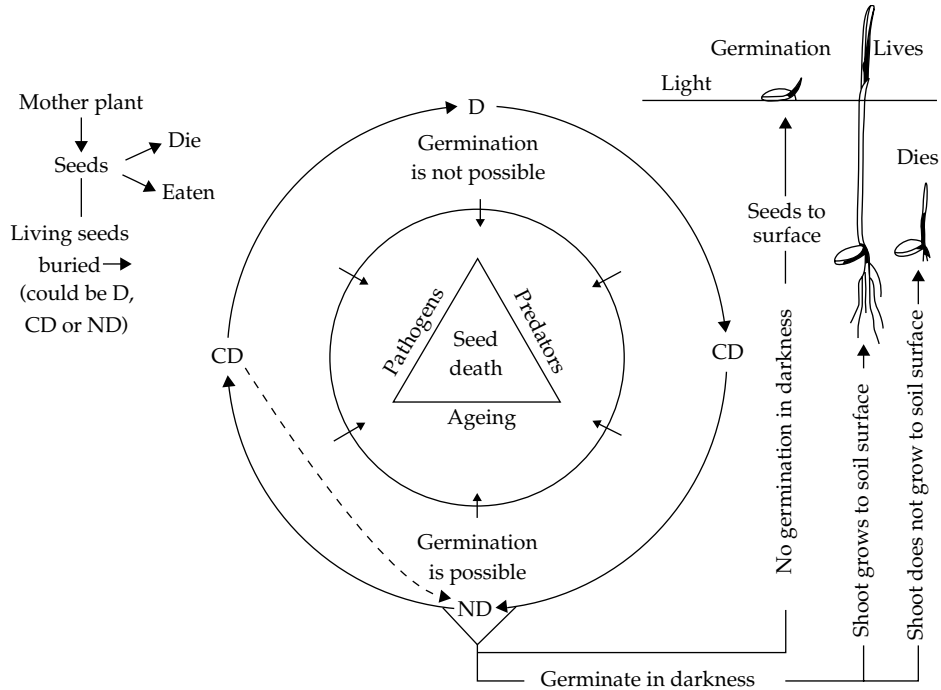 Mother plant
Seeds
Die
Eaten
Living seeds
buried
(could be D,
CD or ND)
D
Germination
is not possible
CD
CD
Pathogens
Predators
Seed
death
Ageing
Germination
is possible
ND
Germination
Lives
Light
Dies
Seeds to
surface
No germination in darkness
Shoot grows to soil surface
Shoot does not grow to soil surface
Germinate in darkness